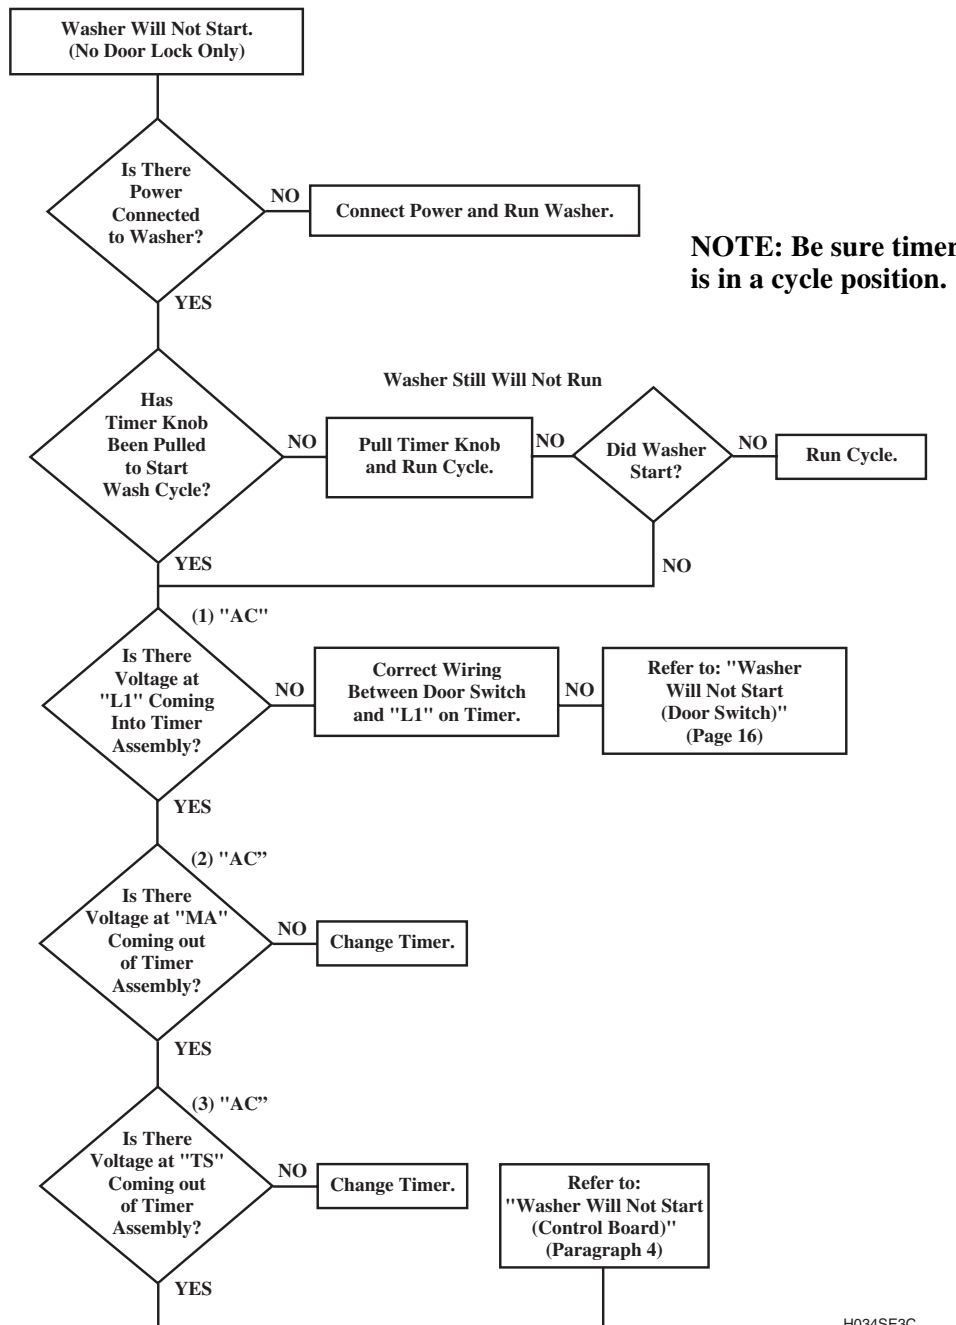 Washer Will Not Start.
(No Door Lock Only)
Is There
Power
Connected
to Washer?
NO
Connect Power and Run Washer.
NOTE: Be sure timer
is in a cycle position.
YES
Washer Still Will Not Run
Has
Timer Knob
Been Pulled
to Start
Wash Cycle?
NO
Pull Timer Knob
and Run Cycle.
NO
Did Washer
Start?
NO
Run Cycle.
YES
NO
(1) "AC"
Is There
Voltage at
"L1" Coming
Into Timer
Assembly?
NO
Correct Wiring
Between Door Switch
and "L1" on Timer.
NO
Refer to: "Washer
Will Not Start
(Door Switch)"
(Page 16)
YES
(2) "AC”
Is There
Voltage at "MA"
Coming out
of Timer
Assembly?
NO
Change Timer.
YES
(3) "AC”
Is There
Voltage at "TS"
Coming out
of Timer
Assembly?
NO
Change Timer.
Refer to:
"Washer Will Not Start
(Control Board)"
(Paragraph 4)
YES
H034SE3C